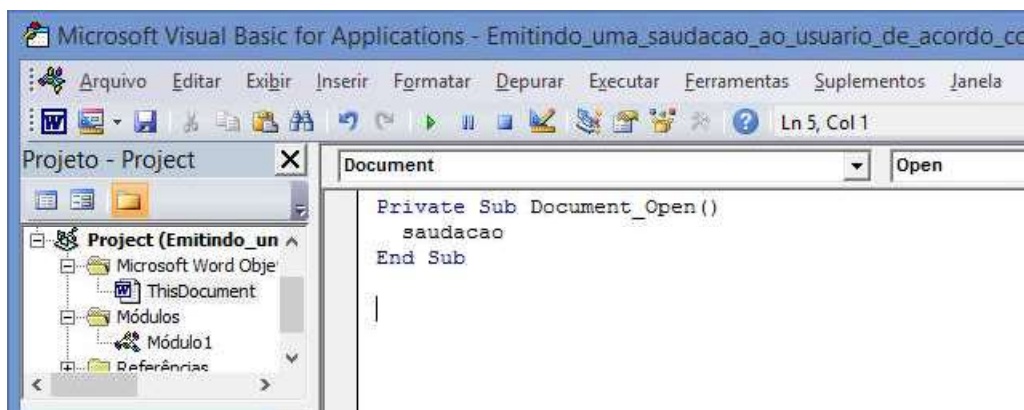 Microsoft Visual Basic for Applications - Emitindo_uma_saudacao_ao_usuario_de_acordo_co
Arquivo Editar Exibir Inserir Formatar Depurar Executar Ferramentas Suplementos Janela
Ln 5, Col 1
Projeto - Project
Document
Open
Project (Emitindo_un
Microsoft Word Obje
ThisDocument
Módulos
Módulo1
Referências
Private Sub Document_Open()
saudacao
End Sub